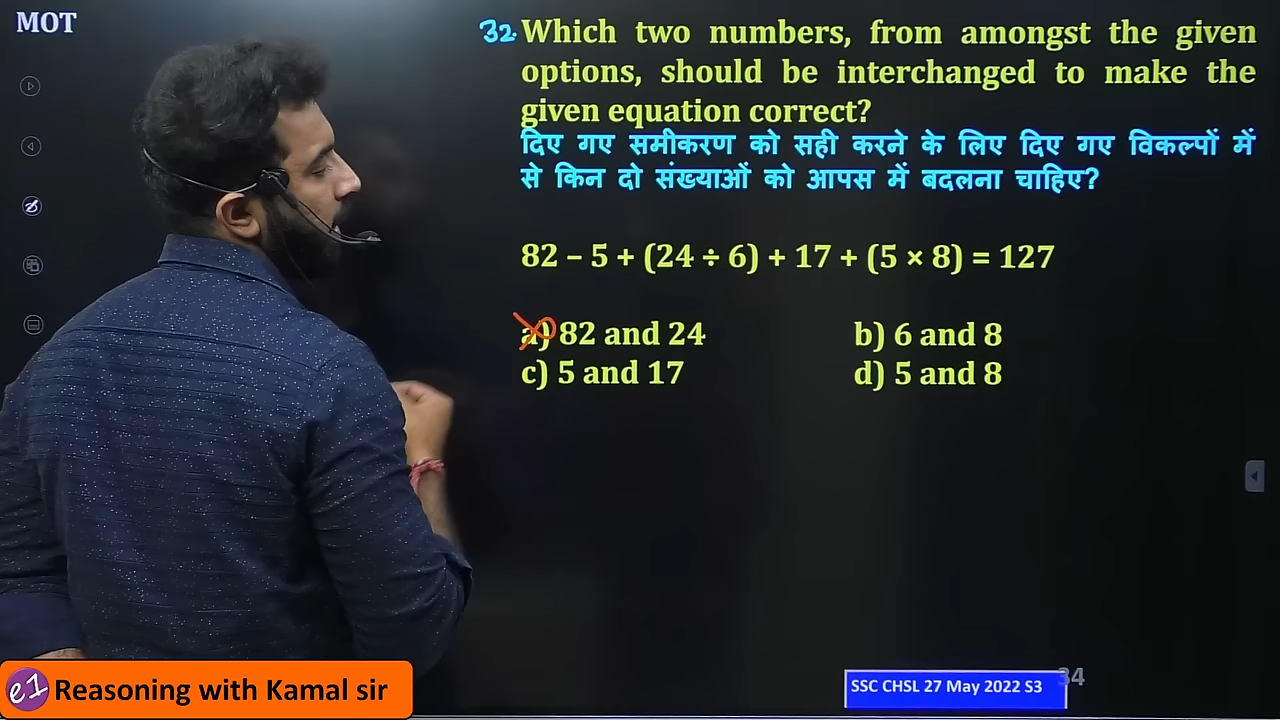 MOT
32. Which two numbers, from amongst the given
options, should be interchanged to make the
given equation correct?
दिए गए समीकरण को सही करने के लिए दिए गए विकल्पों में
से किन दो संख्याओं को आपस में बदलना चाहिए?
82 – 5 + (24 ÷ 6) + 17 + (5 × 8) = 127
a) 82 and 24 b) 6 and 8
c) 5 and 17 d) 5 and 8
34
SSC CHSL 27 May 2022 S3
e1 Reasoning with Kamal sir